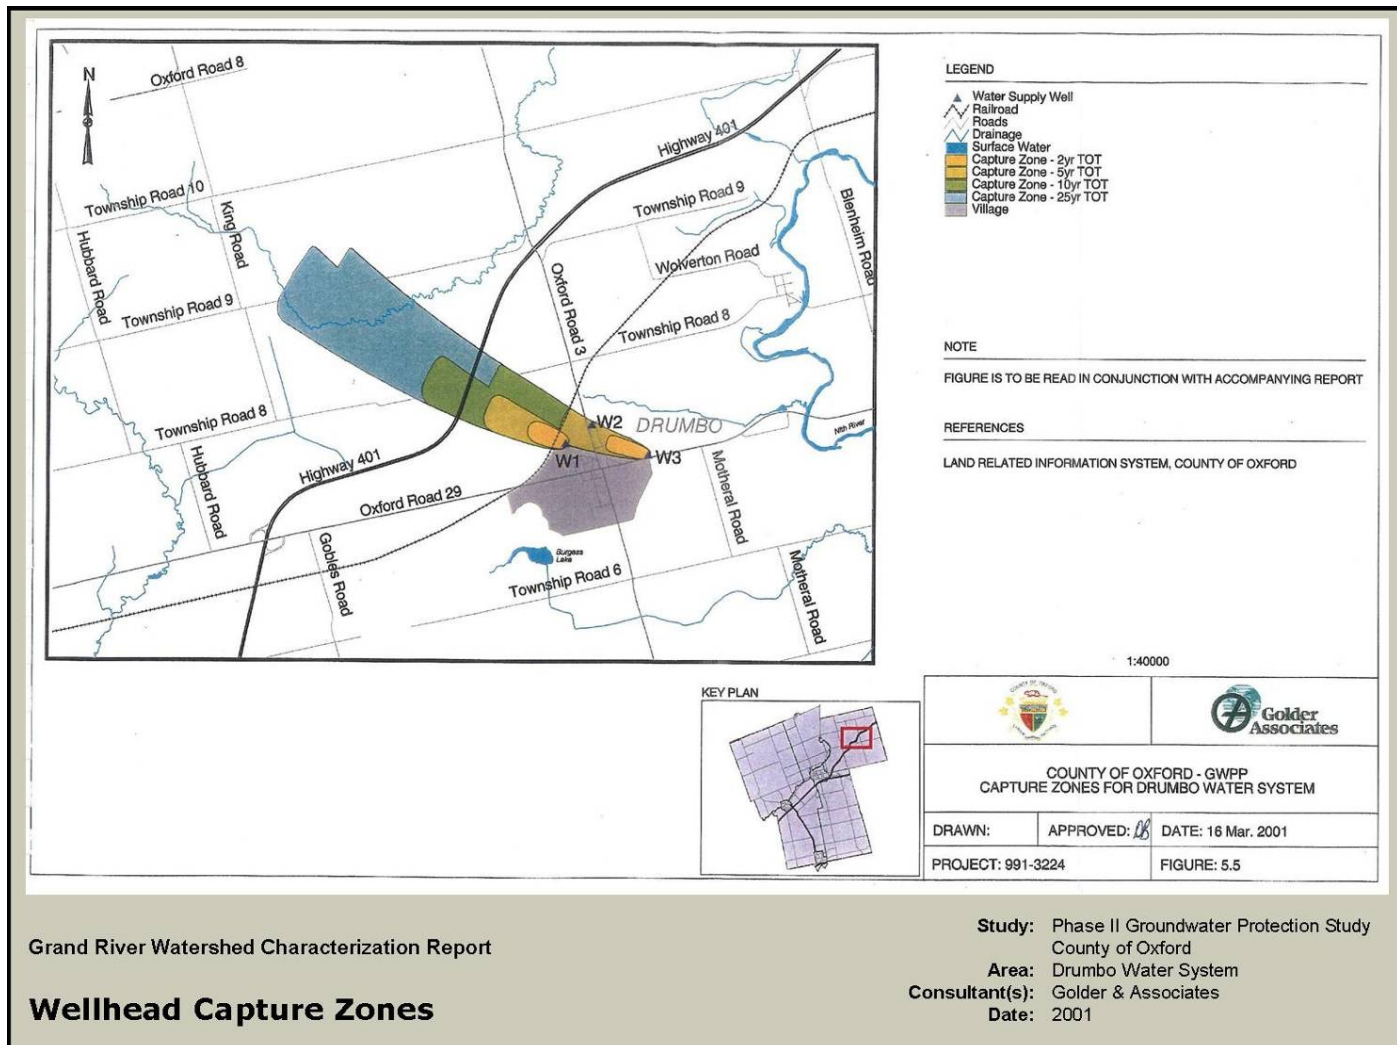 N
Oxford Road 8
Highway 401
Township Road 10
King Road
Hubbard Road
Township Road 9
Township Road 9
Blenheim Road
Wolverton Road
Oxford Road 3
Township Road 8
Township Road 8
W2
DRUMBO
W1
W3
Nith River
Hubbard Road
Highway 401
Oxford Road 29
Motheral Road
Gobles Road
Burgess
Lake
Township Road 6
Motheral Road
LEGEND
Water Supply Well
Railroad
Roads
Drainage
Surface Water
Capture Zone - 2yr TOT
Capture Zone - 5yr TOT
Capture Zone - 10yr TOT
Capture Zone - 25yr TOT
Village
NOTE
FIGURE IS TO BE READ IN CONJUNCTION WITH ACCOMPANYING REPORT
REFERENCES
LAND RELATED INFORMATION SYSTEM, COUNTY OF OXFORD
1:40000
KEY PLAN
COUNTY OF OXFORD
Golder
Associates
COUNTY OF OXFORD - GWPP
CAPTURE ZONES FOR DRUMBO WATER SYSTEM
DRAWN:
APPROVED:
DATE: 16 Mar. 2001
PROJECT: 991-3224
FIGURE: 5.5
Grand River Watershed Characterization Report
Wellhead Capture Zones
Study: Phase II Groundwater Protection Study
County of Oxford
Area: Drumbo Water System
Consultant(s): Golder & Associates
Date: 2001